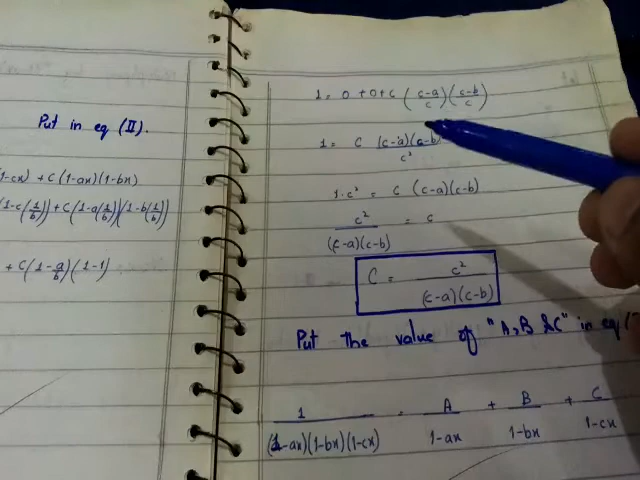 Put in eq (II).
1-cx) + C(1-ax)(1-bx)
(1-c(1/b)) + C(1-a(1/b))(1-b(1/b))
+ C(1-a/b)(1-1)
1 = 0+0+C ((c-a)/c)((c-b)/c)
1 = C (c-a)(c-b)/c²
1·c² = C (c-a)(c-b)
c²/((c-a)(c-b)) = C
C = c²/((c-a)(c-b))
Put the value of "A,B &C" in eq (
1/((1-ax)(1-bx)(1-cx)) = A/(1-ax) + B/(1-bx) + C/(1-cx)